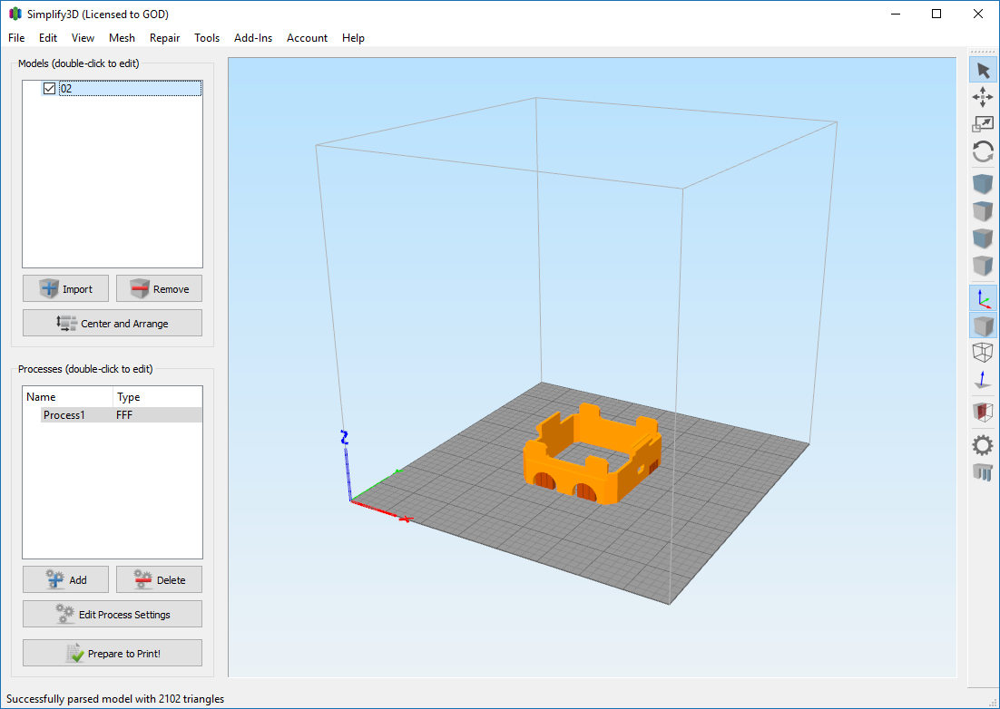 Simplify3D (Licensed to GOD)
File Edit View Mesh Repair Tools Add-Ins Account Help
Models (double-click to edit)
02
Import Remove
Center and Arrange
Processes (double-click to edit)
Name Type
Process1 FFF
Add Delete
Edit Process Settings
Prepare to Print!
Z
X
Successfully parsed model with 2102 triangles